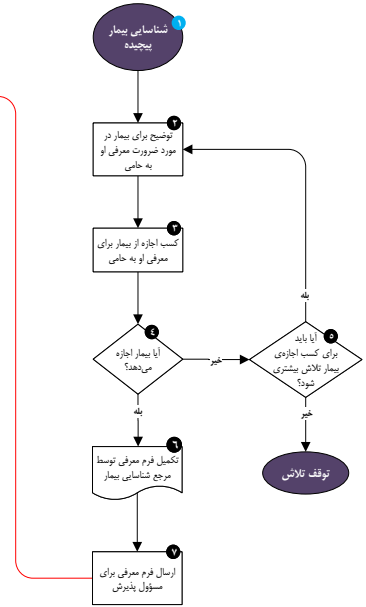 ۱
شناسایی بیمار
پیچیده
۲
توضیح برای بیمار در
مورد ضرورت معرفی او
به حامی
۳
کسب اجازه از بیمار برای
معرفی او به حامی
۴
آیا بیمار اجازه
می‌دهد؟
خیر
بله
۵
آیا باید
برای کسب اجازه‌ی
بیمار تلاش بیشتری
شود؟
بله
خیر
توقف تلاش
۶
تکمیل فرم معرفی توسط
مرجع شناسایی بیمار
۷
ارسال فرم معرفی برای
مسؤول پذیرش